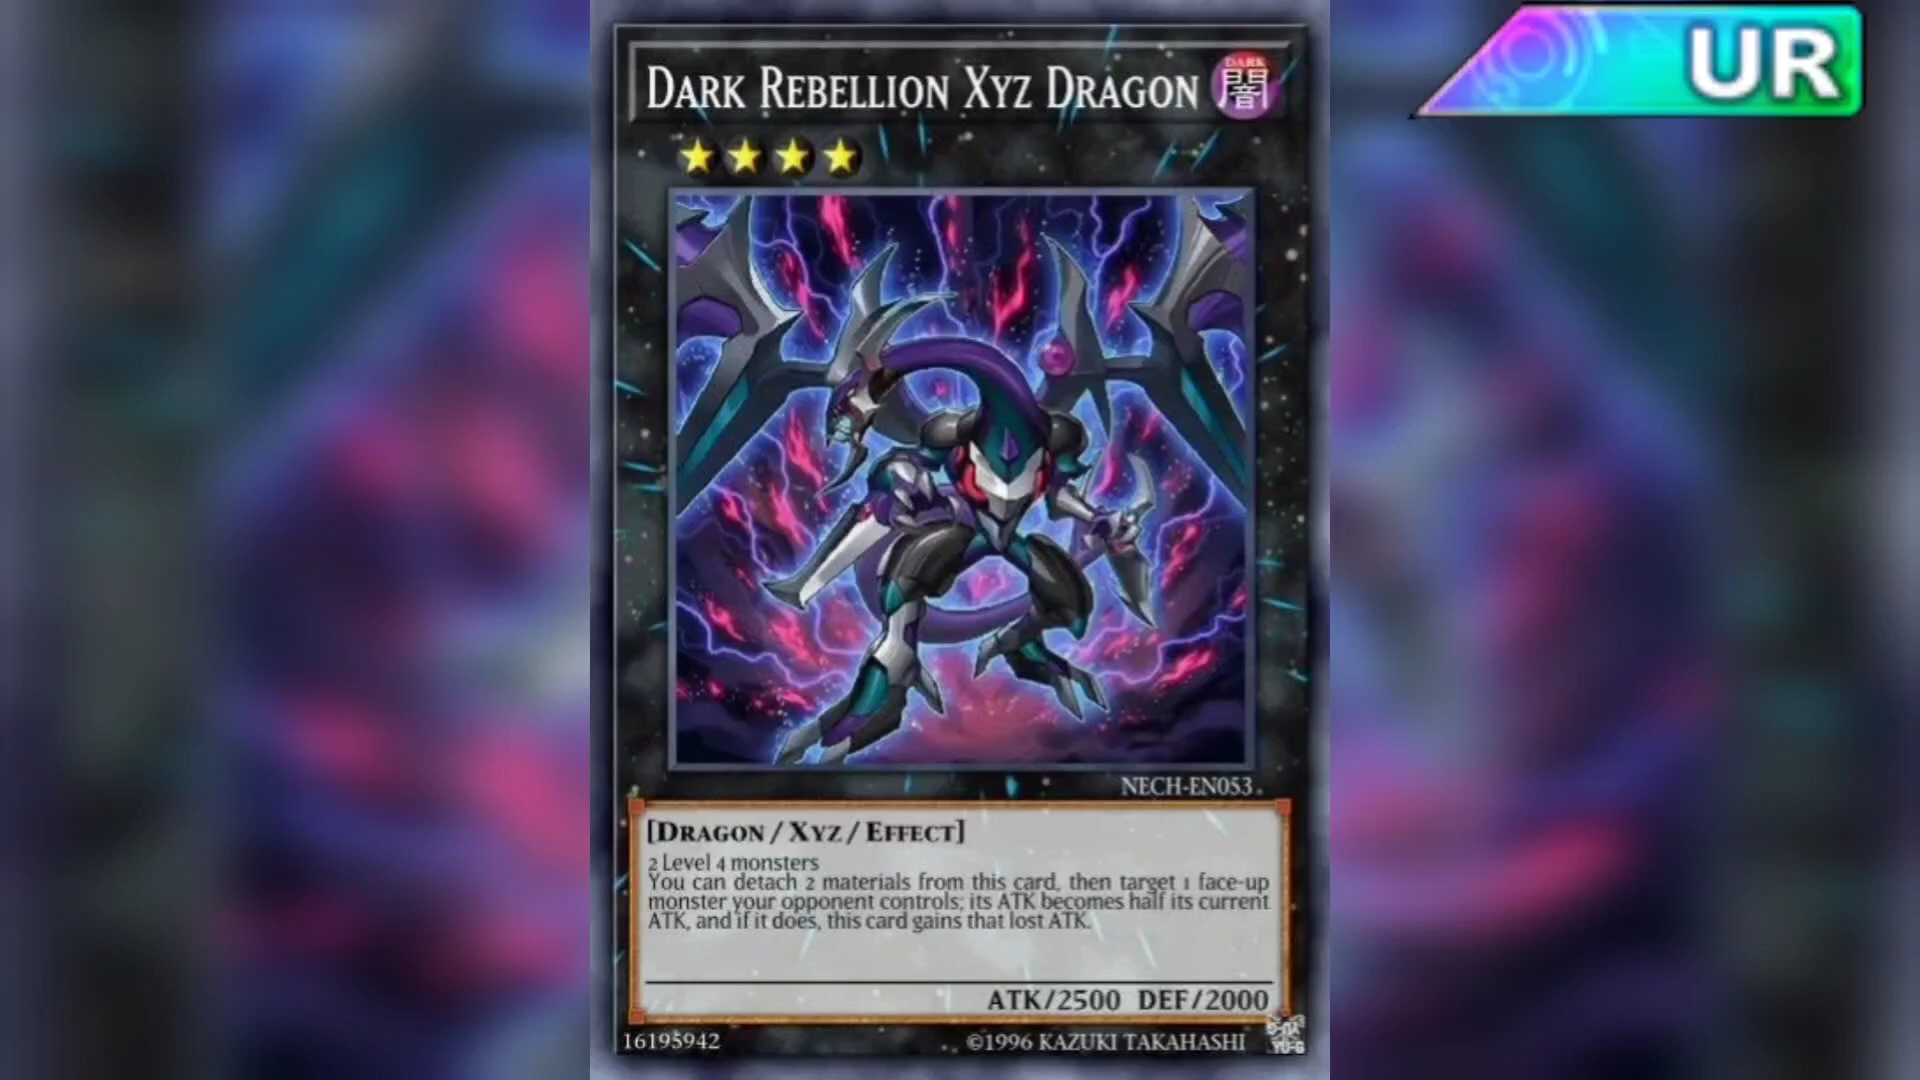 UR
DARK REBELLION XYZ DRAGON
DARK
闇
NECH-EN053
[DRAGON / XYZ / EFFECT]
2 Level 4 monsters
You can detach 2 materials from this card, then target 1 face-up
monster your opponent controls; its ATK becomes half its current
ATK, and if it does, this card gains that lost ATK.
ATK/2500 DEF/2000
16195942
©1996 KAZUKI TAKAHASHI